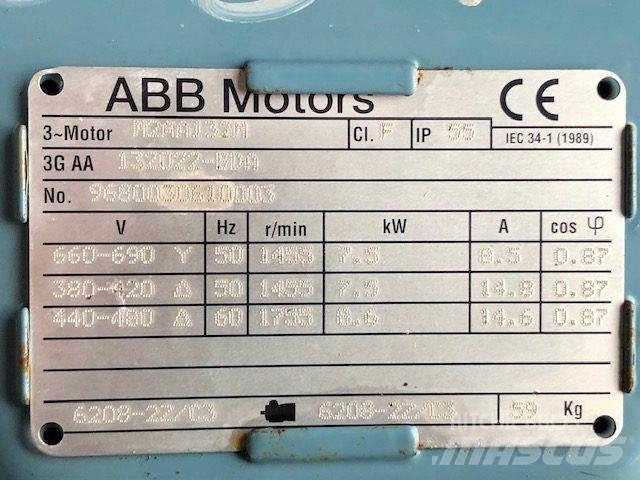 ABB Motors
CE
3~Motor M2AA132M Cl. F IP 55 IEC 34-1 (1989)
3G AA 132022-BDA
No. 9680030610003
V Hz r/min kW A cos φ
660-690 Y 50 1455 7.5 8.5 0.87
380-420 Δ 50 1455 7.5 14.8 0.87
440-480 Δ 60 1755 8.6 14.6 0.87
6208-2Z/C3 6208-2Z/C3 59 Kg
MASCUS